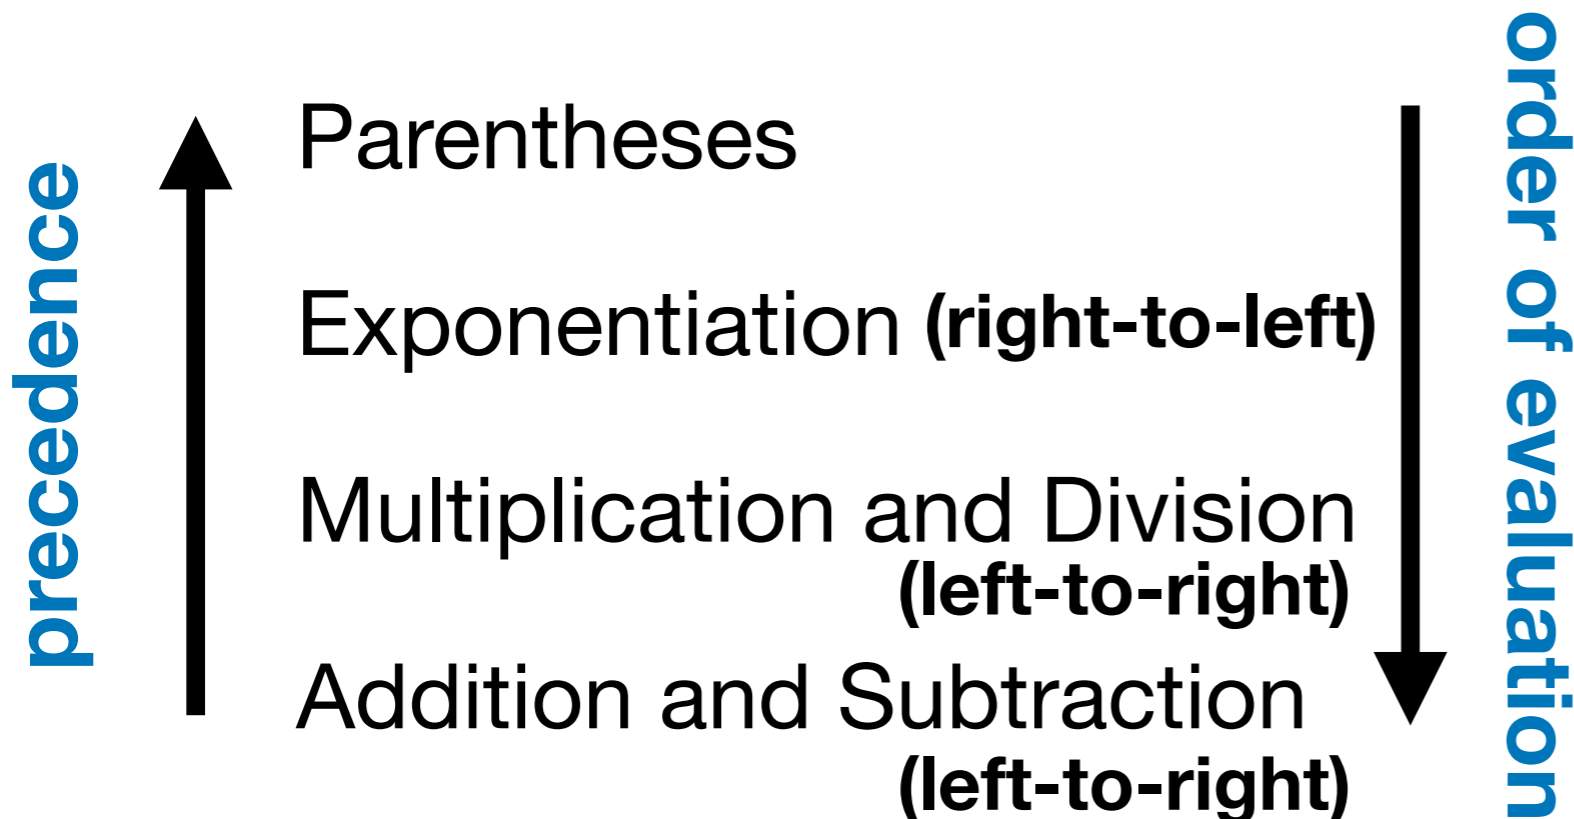 precedence
Parentheses
Exponentiation (right-to-left)
Multiplication and Division
(left-to-right)
Addition and Subtraction
(left-to-right)
order of evaluation